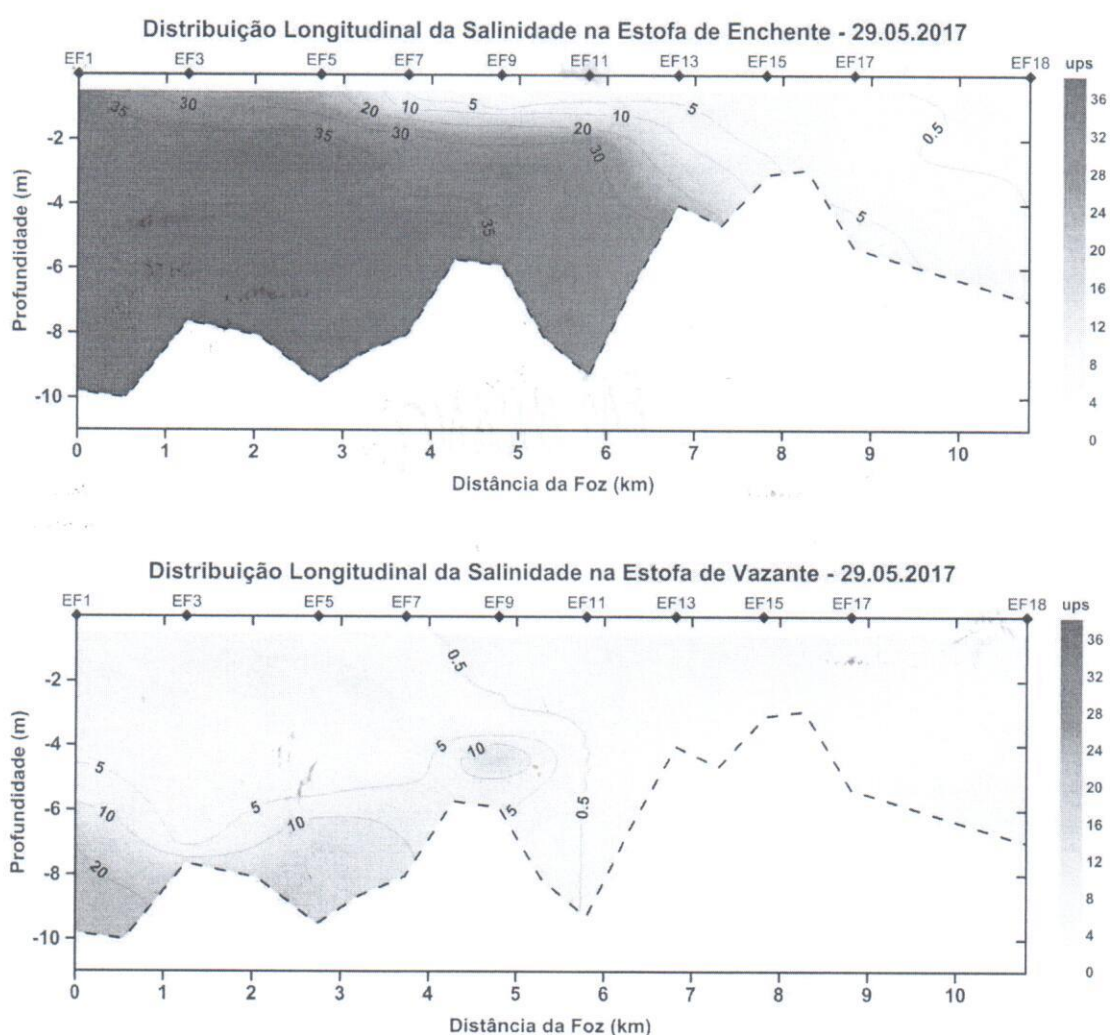 Distribuição Longitudinal da Salinidade na Estofa de Enchente - 29.05.2017
EF1 EF3 EF5 EF7 EF9 EF11 EF13 EF15 EF17 EF18 ups
35 30 20 10 5 10 5 0.5
35 30 20 30
35 5
-2
-4
-6
-8
-10
Profundidade (m)
36
32
28
24
20
16
12
8
4
0
0 1 2 3 4 5 6 7 8 9 10
Distância da Foz (km)
Distribuição Longitudinal da Salinidade na Estofa de Vazante - 29.05.2017
EF1 EF3 EF5 EF7 EF9 EF11 EF13 EF15 EF17 EF18 ups
0.5
5 10
5
10 5 10 5 0.5
20
-2
-4
-6
-8
-10
Profundidade (m)
36
32
28
24
20
16
12
8
4
0
0 1 2 3 4 5 6 7 8 9 10
Distância da Foz (km)